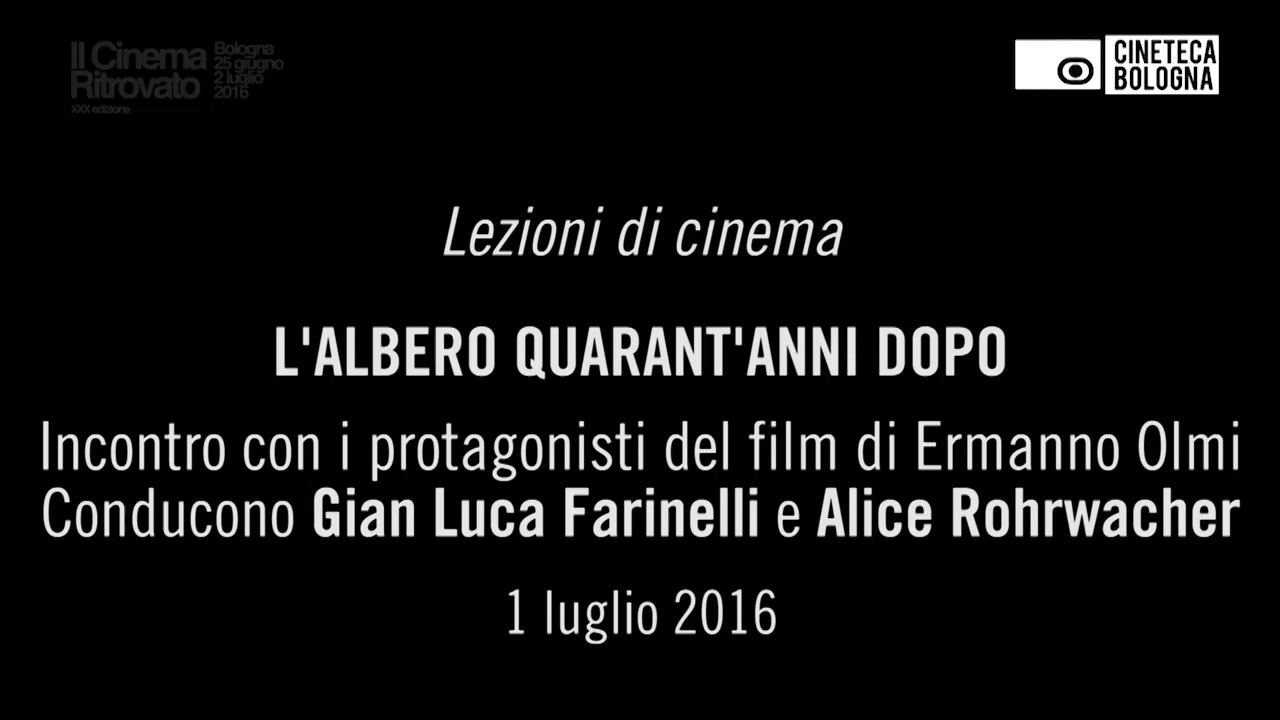 Il Cinema
Ritrovato
XXX edizione
Bologna
25 giugno
2 luglio
2016
CINETECA
BOLOGNA
Lezioni di cinema
L'ALBERO QUARANT'ANNI DOPO
Incontro con i protagonisti del film di Ermanno Olmi
Conducono Gian Luca Farinelli e Alice Rohrwacher
1 luglio 2016